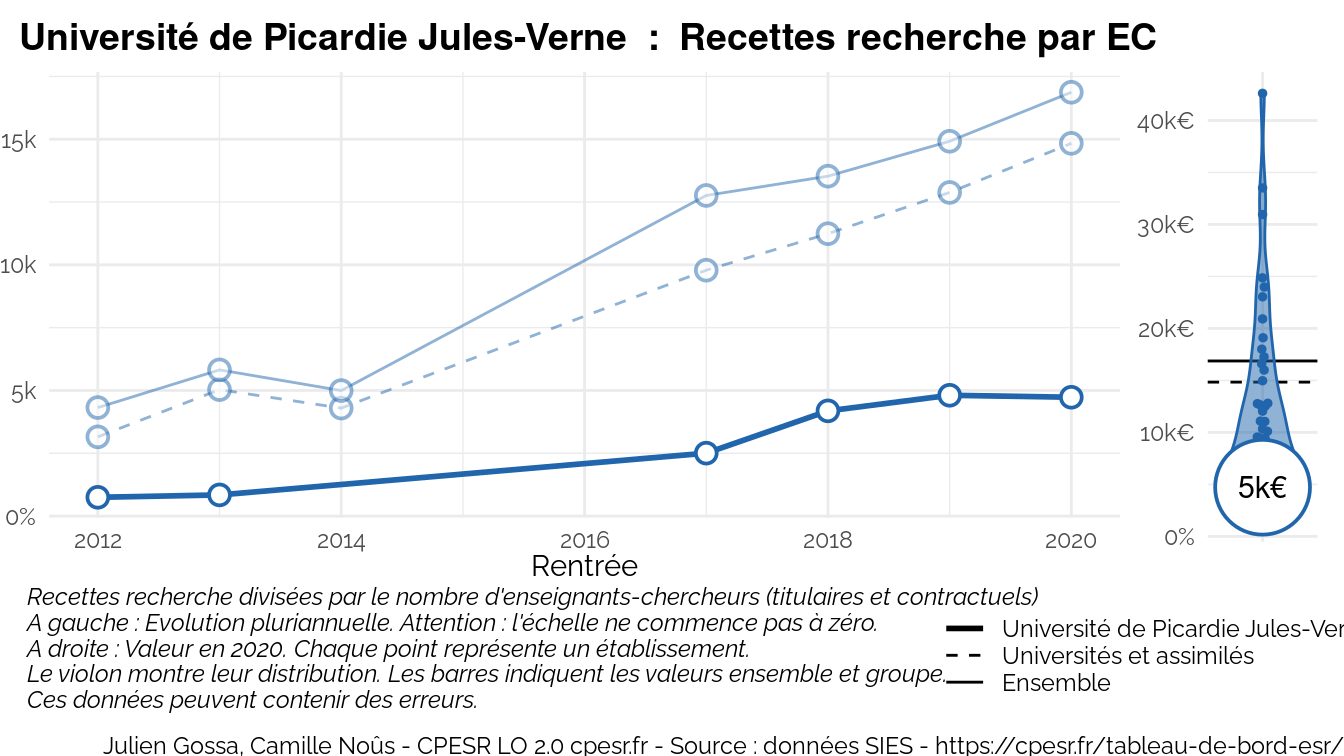 Université de Picardie Jules-Verne : Recettes recherche par EC
15k
10k
5k
0%
2012
2014
2016
2018
2020
Rentrée
40k€
30k€
20k€
10k€
0%
5k€
Recettes recherche divisées par le nombre d'enseignants-chercheurs (titulaires et contractuels)
A gauche : Evolution pluriannuelle. Attention : l'échelle ne commence pas à zéro.
A droite : Valeur en 2020. Chaque point représente un établissement.
Le violon montre leur distribution. Les barres indiquent les valeurs ensemble et groupe.
Ces données peuvent contenir des erreurs.
Université de Picardie Jules-Ver
Universités et assimilés
Ensemble
Julien Gossa, Camille Noûs - CPESR LO 2.0 cpesr.fr - Source : données SIES - https://cpesr.fr/tableau-de-bord-esr/